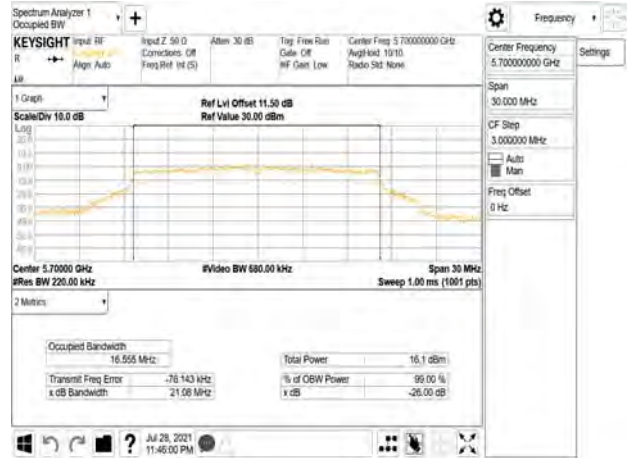 Spectrum Analyzer 1
Occupied BW
Frequency
KEYSIGHT
Input: RF
Input Z: 50 Ω
Atten: 30 dB
Trig: Free Run
Center Freq: 5.700000000 GHz
Corrections: Off
Gate: Off
Avg|Hold: 10/10
R
Align: Auto
Freq Ref: Int (S)
#IF Gain: Low
Radio Std: None
Center Frequency
5.700000000 GHz
Settings
Span
30.000 MHz
CF Step
3.000000 MHz
Auto
Man
Freq Offset
0 Hz
1 Graph
Scale/Div 10.0 dB
Ref Lvl Offset 11.50 dB
Ref Value 30.00 dBm
Log
Center 5.70000 GHz
#Video BW 680.00 kHz
Span 30 MHz
#Res BW 220.00 kHz
Sweep 1.00 ms (1001 pts)
2 Metrics
Occupied Bandwidth
16.555 MHz
Total Power
16.1 dBm
Transmit Freq Error
-76.143 kHz
% of OBW Power
99.00 %
x dB Bandwidth
21.08 MHz
x dB
-26.00 dB
?
Jul 28, 2021
11:46:00 PM